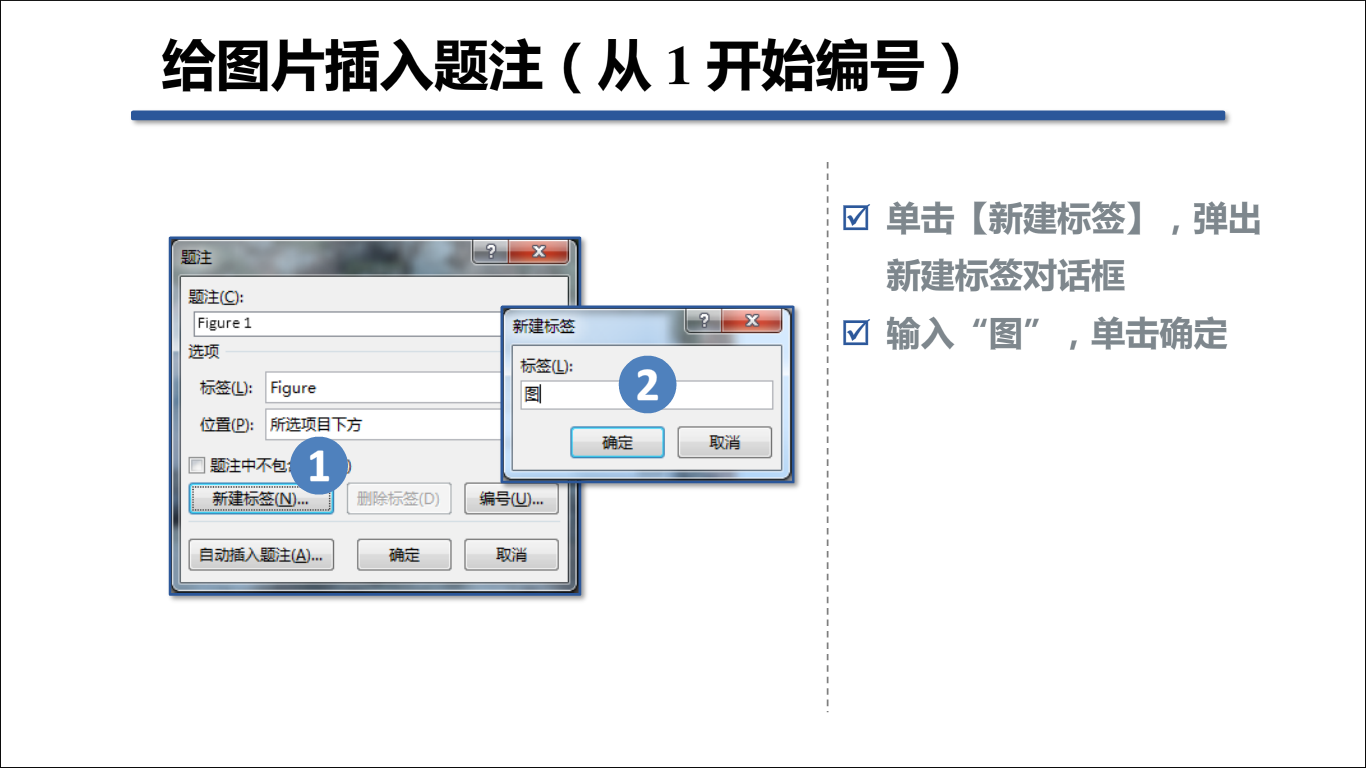 给图片插入题注（从 1 开始编号）
题注
题注(C):
Figure 1
选项
标签(L):
Figure
位置(P):
所选项目下方
题注中不包
1
新建标签(N)...
删除标签(D)
编号(U)...
自动插入题注(A)...
确定
取消
新建标签
标签(L):
图
2
确定
取消
单击【新建标签】，弹出
新建标签对话框
输入“图”，单击确定